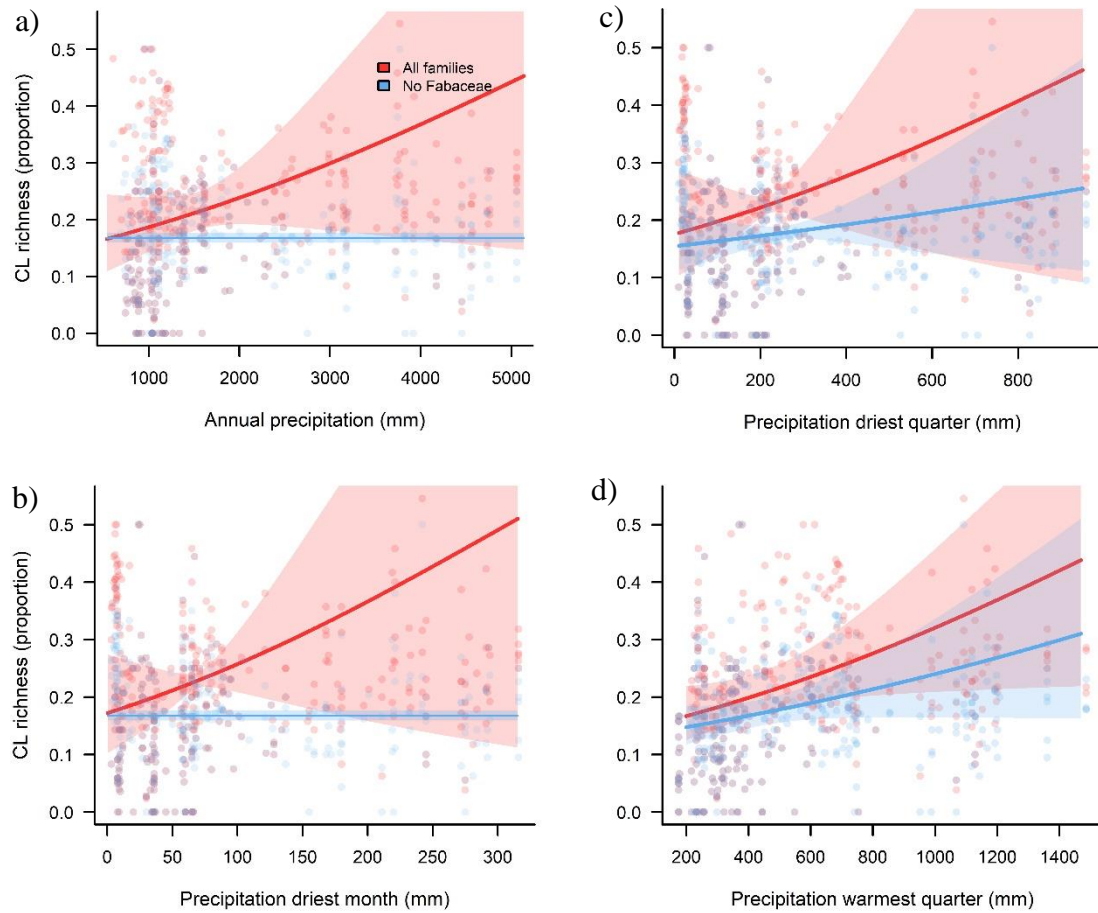 a)
CL richness (proportion)
0.5
0.4
0.3
0.2
0.1
0.0
All families
No Fabaceae
1000 2000 3000 4000 5000
Annual precipitation (mm)
c)
0.5
0.4
0.3
0.2
0.1
0.0
0 200 400 600 800
Precipitation driest quarter (mm)
b)
CL richness (proportion)
0.5
0.4
0.3
0.2
0.1
0.0
0 50 100 150 200 250 300
Precipitation driest month (mm)
d)
0.5
0.4
0.3
0.2
0.1
0.0
200 400 600 800 1000 1200 1400
Precipitation warmest quarter (mm)